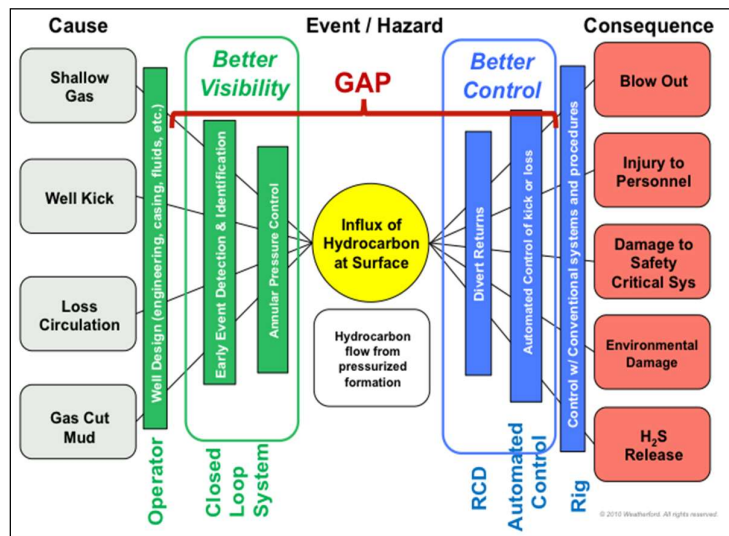 Cause
Event / Hazard
Consequence
Shallow
Gas
Well Kick
Loss
Circulation
Gas Cut
Mud
Well Design (engineering, casing, fluids, etc.)
Operator
Better
Visibility
Early Event Detection & Identification
Annular Pressure Control
Closed
Loop
System
GAP
Influx of
Hydrocarbon
at Surface
Hydrocarbon
flow from
pressurized
formation
Better
Control
Divert Returns
Automated Control of kick or loss
RCD
Automated
Control
Control w/ Conventional systems and procedures
Rig
Blow Out
Injury to
Personnel
Damage to
Safety
Critical Sys
Environmental
Damage
H₂S
Release
© 2010 Weatherford. All rights reserved.